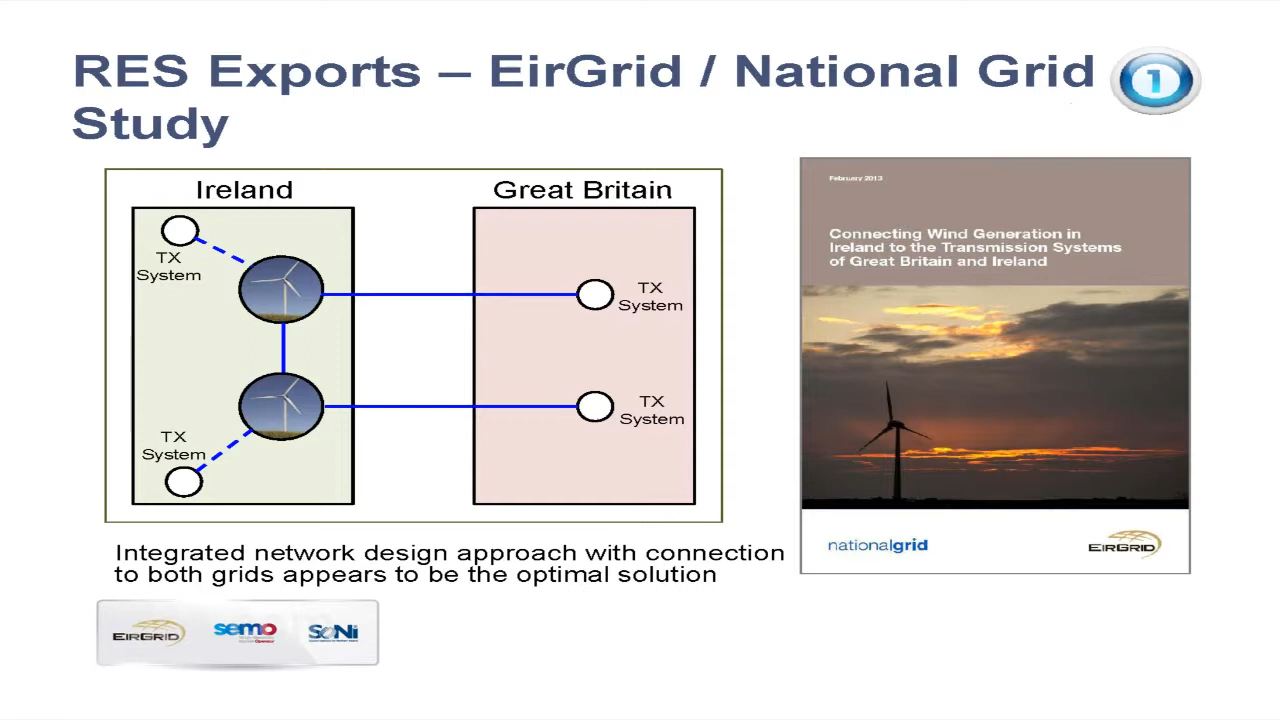 RES Exports – EirGrid / National Grid
Study
1
Ireland
Great Britain
TX
System
TX
System
TX
System
TX
System
Integrated network design approach with connection
to both grids appears to be the optimal solution
February 2013
Connecting Wind Generation in
Ireland to the Transmission Systems
of Great Britain and Ireland
nationalgrid
EIRGRID
EIRGRID
semo
SONI